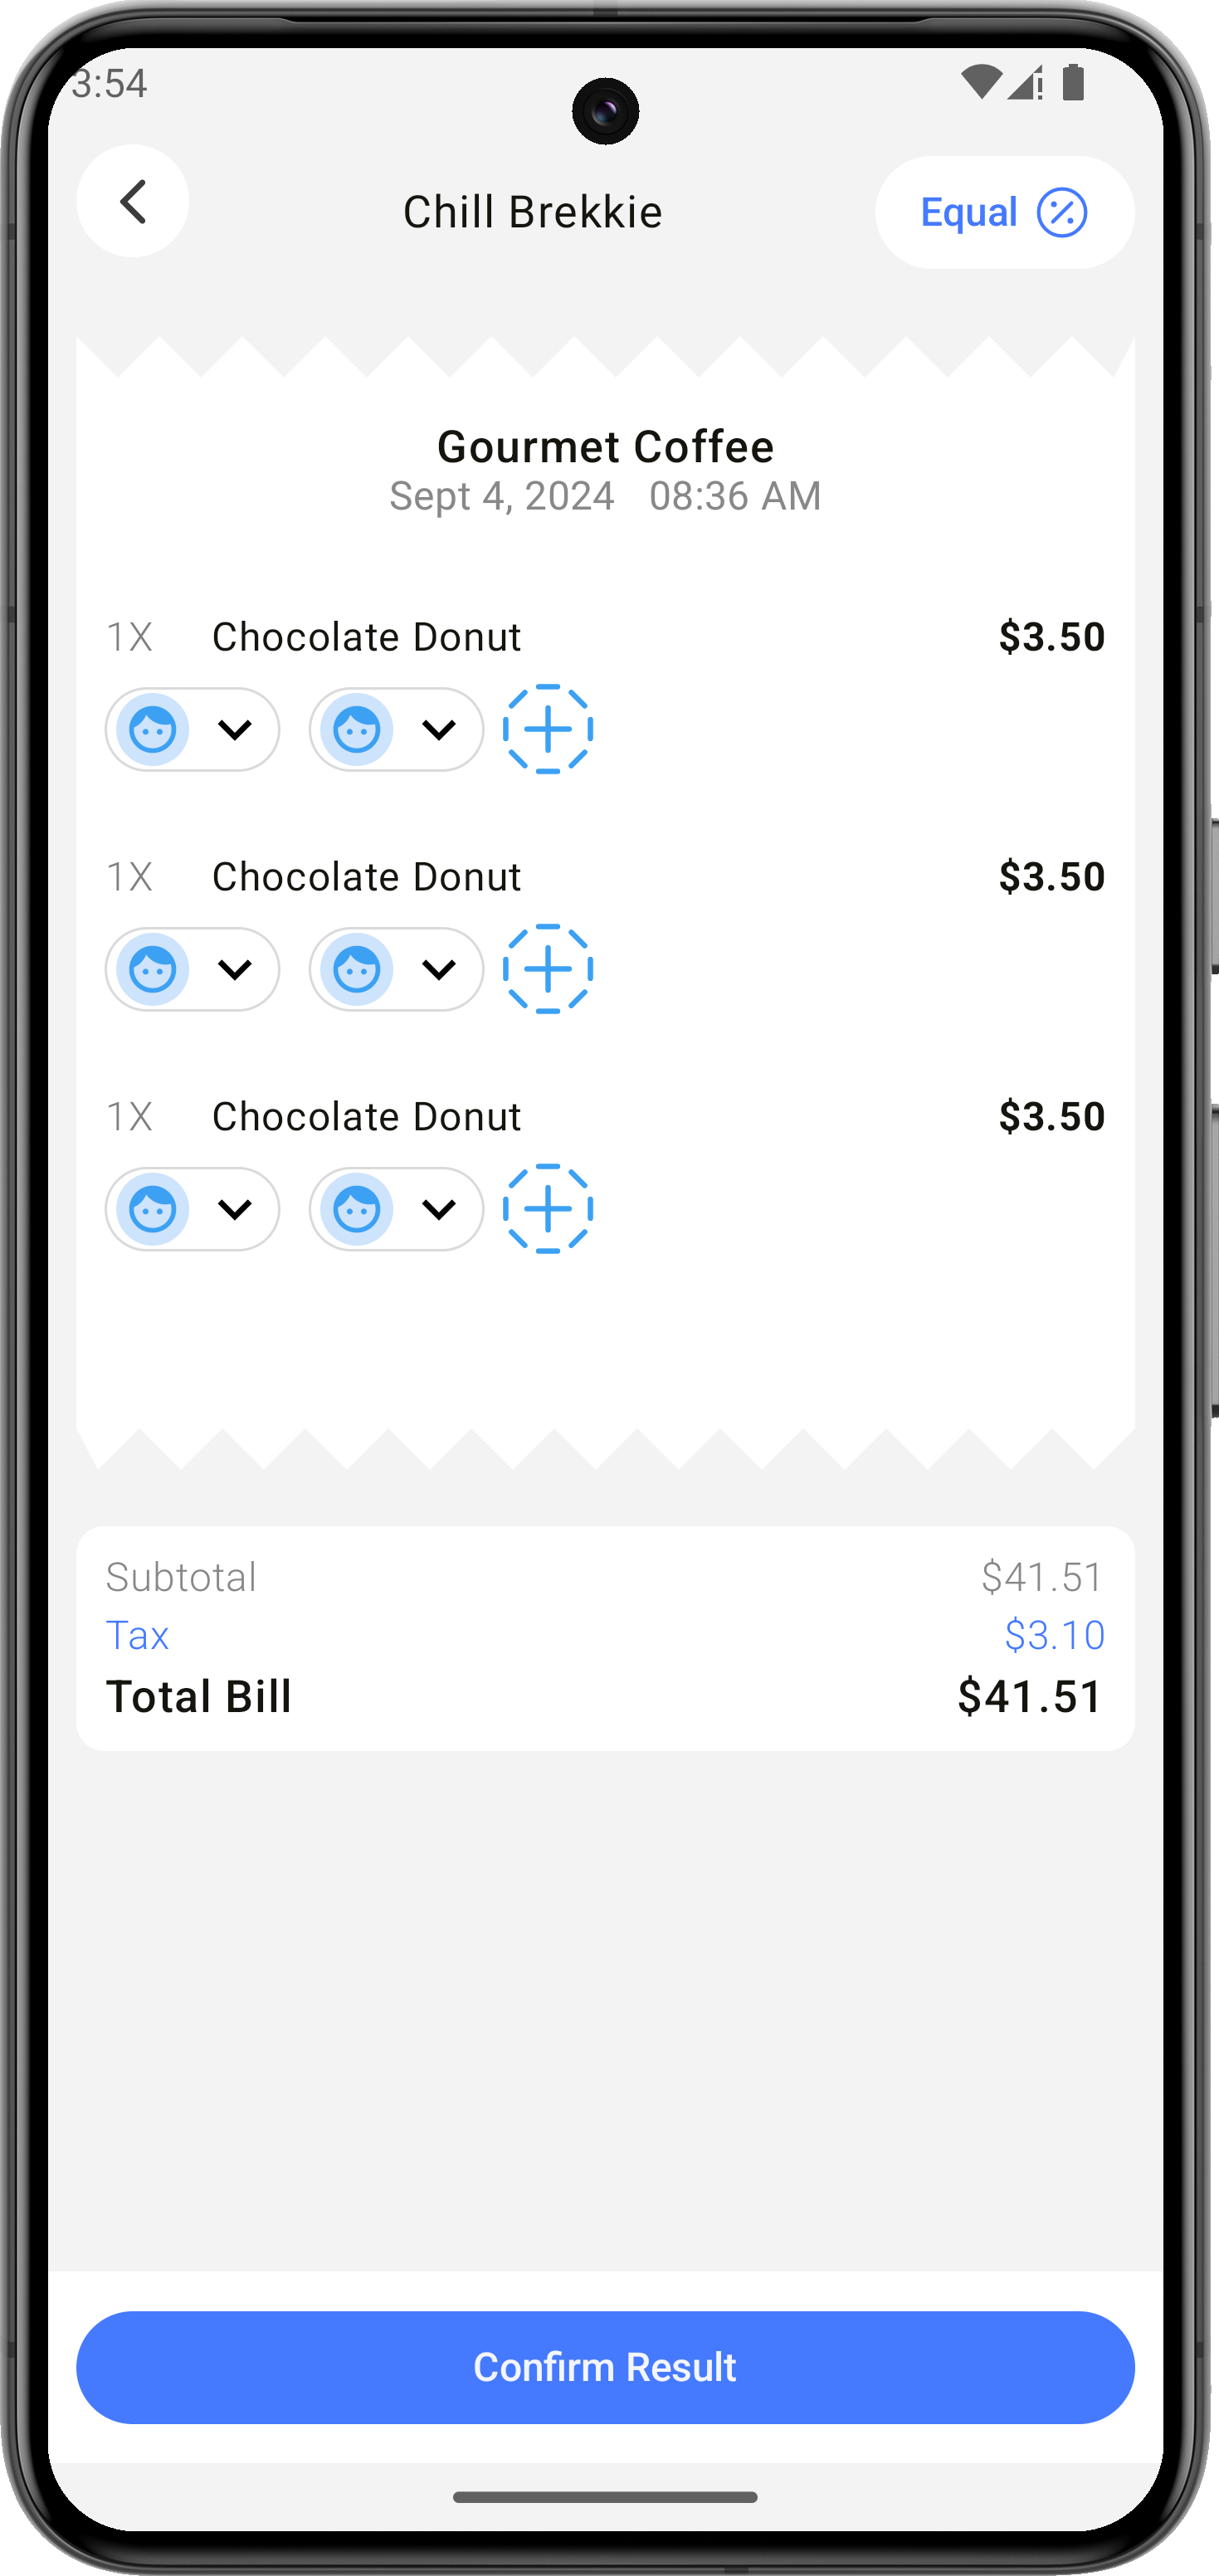 3:54
Chill Brekkie
Equal
Gourmet Coffee
Sept 4, 2024 08:36 AM
1X Chocolate Donut $3.50
1X Chocolate Donut $3.50
1X Chocolate Donut $3.50
Subtotal $41.51
Tax $3.10
Total Bill $41.51
Confirm Result